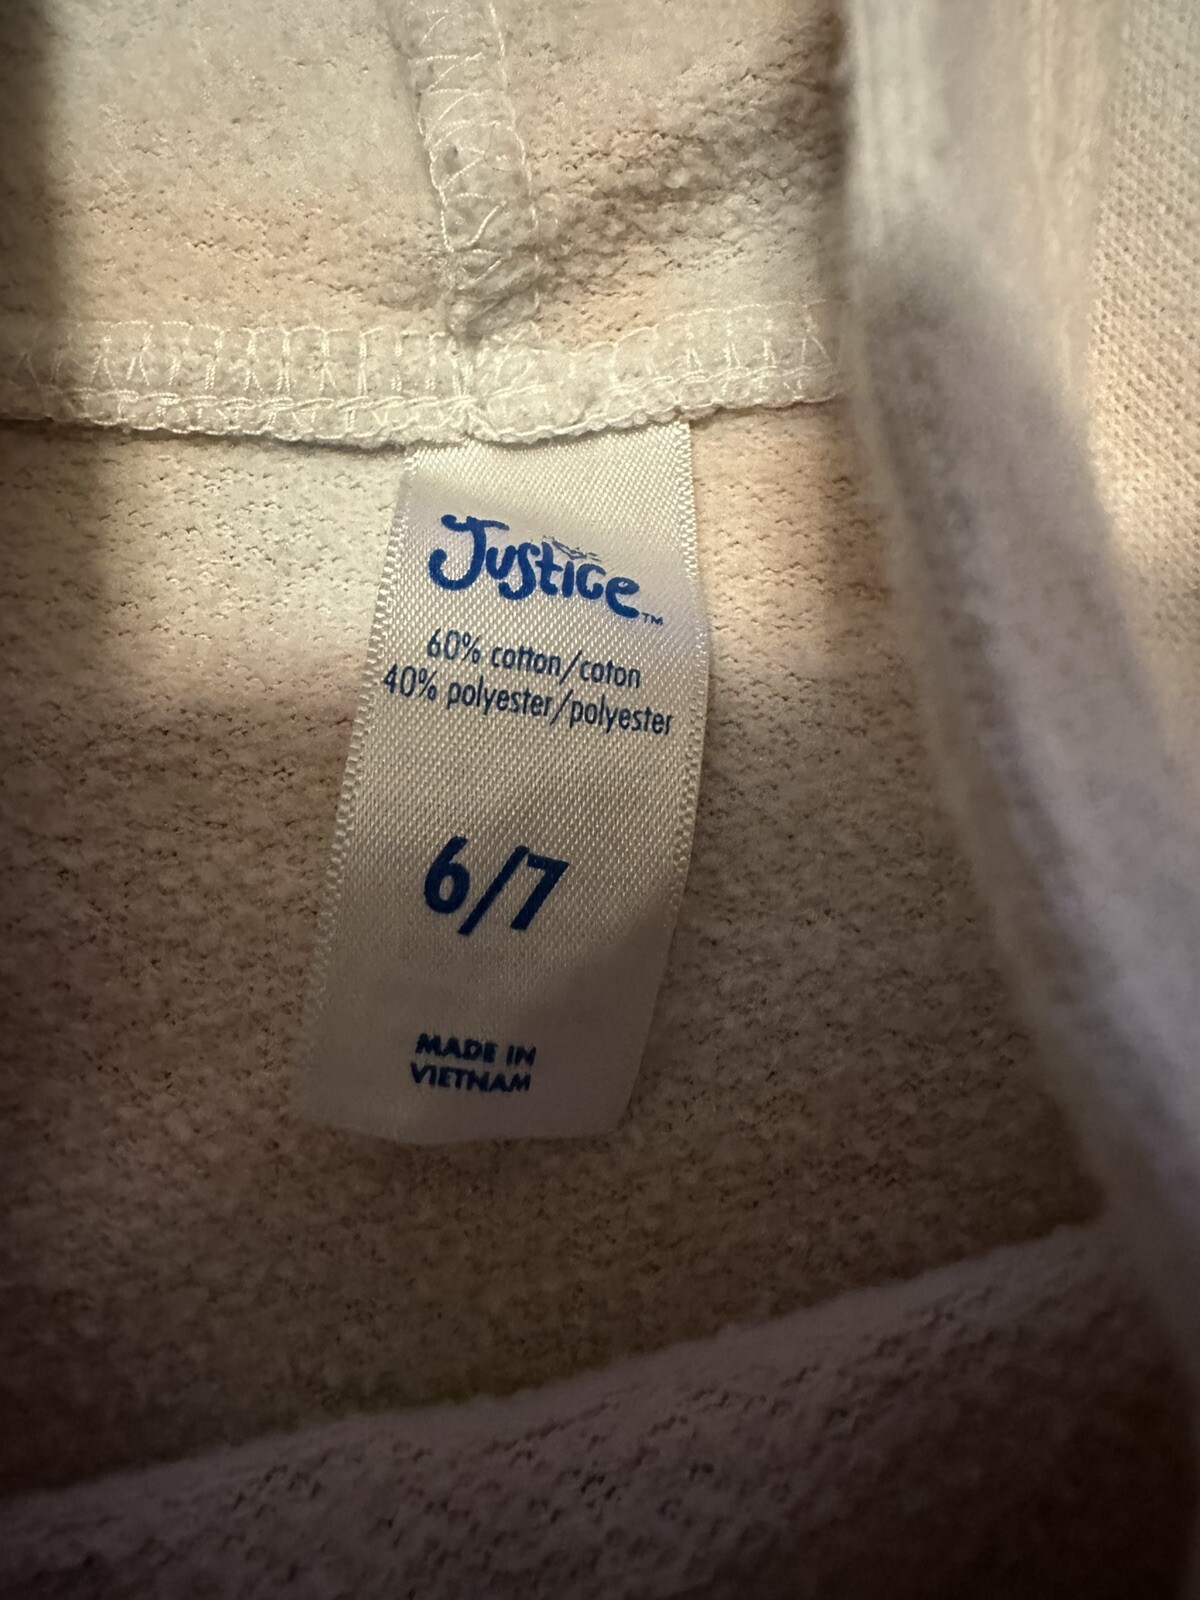 Justice™
60% cotton/coton
40% polyester/polyester
6/7
MADE IN
VIETNAM